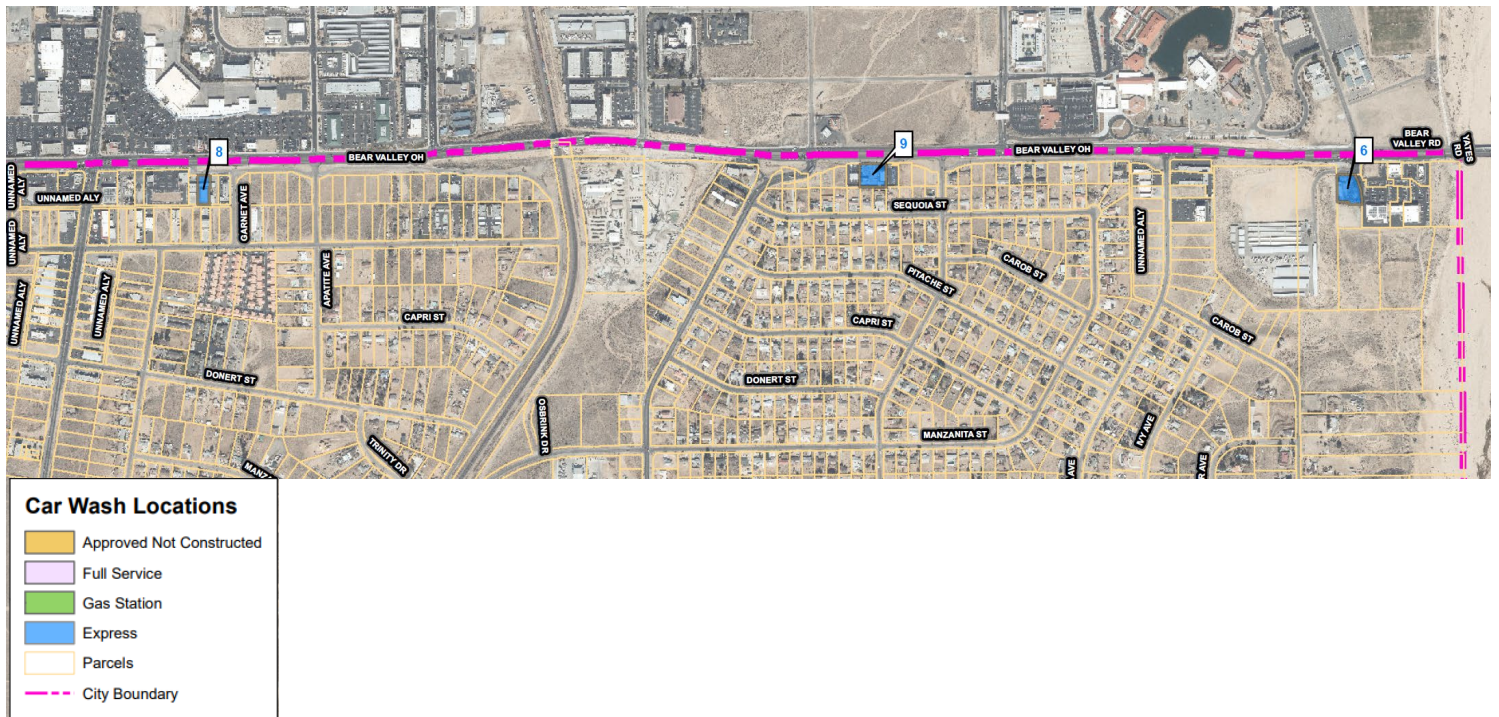 8
9
6
BEAR VALLEY OH
BEAR VALLEY OH
BEAR
VALLEY RD
YATES
RD
UNNAMED
ALY
UNNAMED ALY
GARNET AVE
SEQUOIA ST
UNNAMED
ALY
UNNAMED ALY
APATITE AVE
PITACHE ST
CAROB ST
UNNAMED ALY
UNNAMED ALY
CAPRI ST
CAPRI ST
CAROB ST
DONERT ST
DONERT ST
OSBRINK DR
MANZANITA ST
IVY AVE
TRINITY DR
MANZ
AVE
R AVE
Car Wash Locations
Approved Not Constructed
Full Service
Gas Station
Express
Parcels
City Boundary